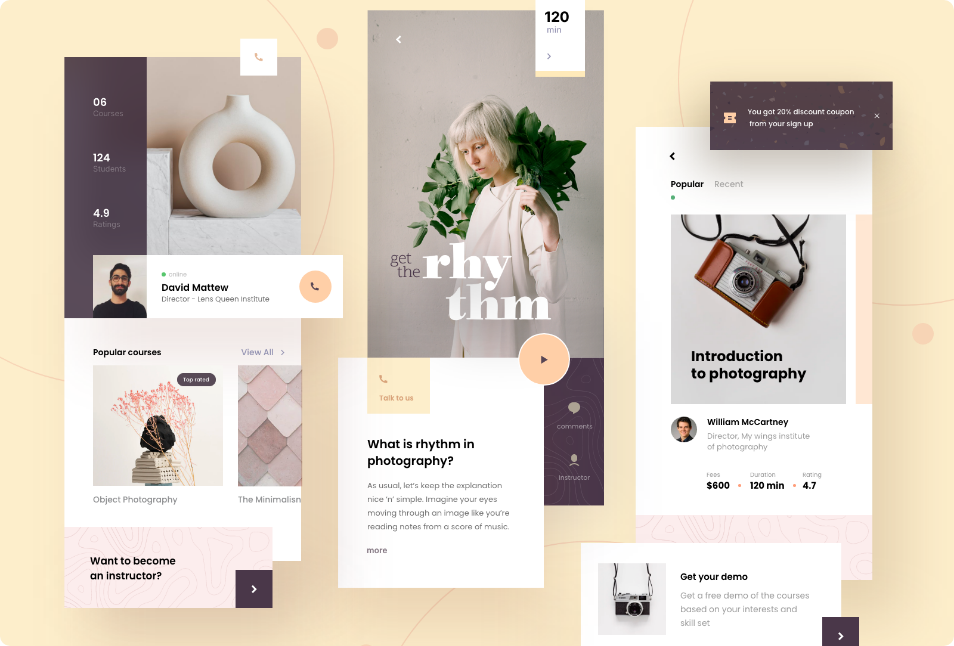 06
Courses
124
Students
4.9
Ratings
online
David Mattew
Director - Lens Queen Institute
Popular courses
View All
Top rated
Object Photography
The Minimalism
Want to become
an instructor?
120
min
get
the rhy
thm
Talk to us
comments
instructor
What is rhythm in
photography?
As usual, let's keep the explanation
nice 'n' simple. Imagine your eyes
moving through an image like you're
reading notes from a score of music.
more
You get 20% discount coupon
from your sign up
Popular
Recent
Introduction
to photography
William McCartney
Director, My wings institute
of photography
Fees
Duration
Rating
$600
120 min
4.7
Get your demo
Get a free demo of the courses
based on your interests and
skill set